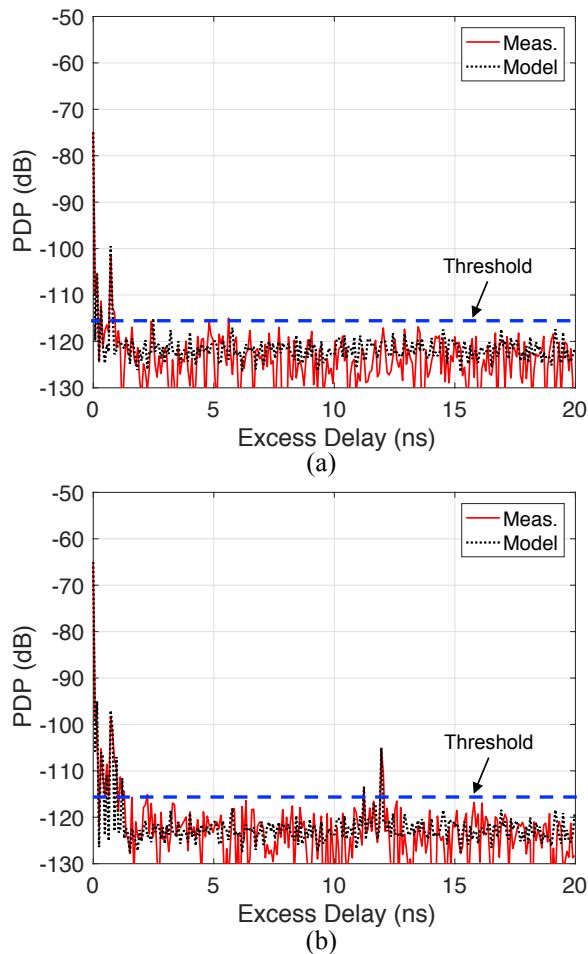 -50
-60
-70
-80
-90
-100
-110
-120
-130
PDP (dB)
Meas.
Model
Threshold
0 5 10 15 20
Excess Delay (ns)
(a)
-50
-60
-70
-80
-90
-100
-110
-120
-130
PDP (dB)
Meas.
Model
Threshold
0 5 10 15 20
Excess Delay (ns)
(b)